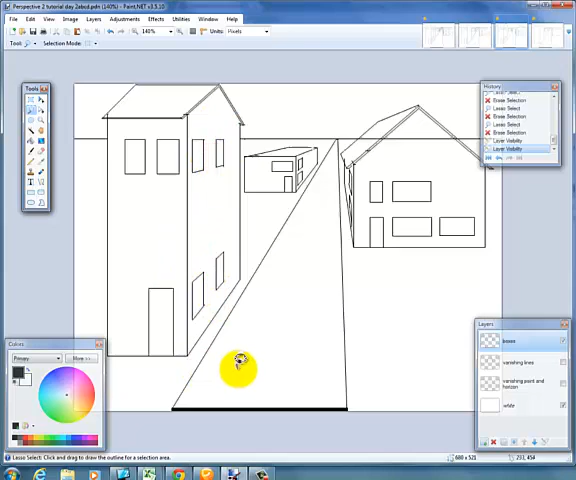 Perspective 2 tutorial day 2abcd.pdn (140%) - Paint.NET v3.5.10
File Edit View Image Layers Adjustments Effects Utilities Window Help
140% Units: Pixels
Tool: Selection Mode:
Tools
History
Lasso Select
Erase Selection
Lasso Select
Erase Selection
Lasso Select
Erase Selection
Layer Visibility
Layer Visibility
Colors
Primary More >>
Layers
vanishing lines
vanishing point and
horizon
white
Lasso Select: Click and drag to draw the outline for a selection area.